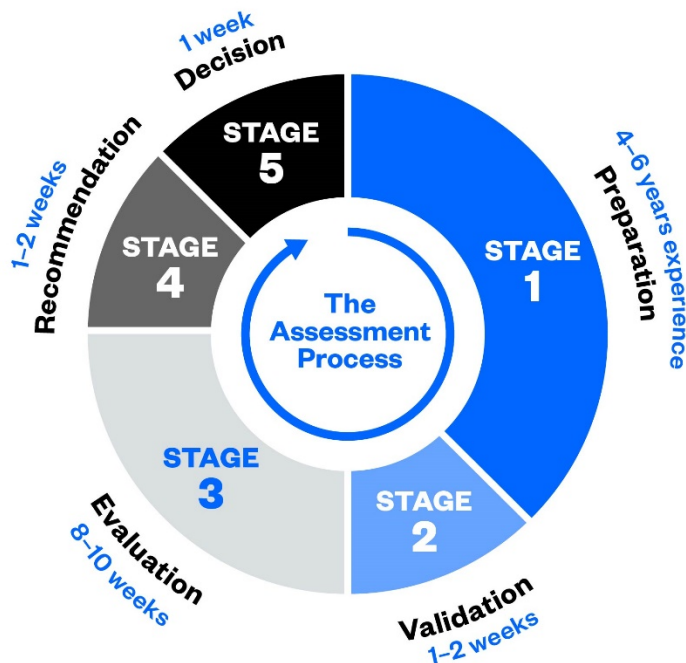 The
Assessment
Process
STAGE
1
Preparation
4–6 years experience
STAGE
2
Validation
1–2 weeks
STAGE
3
Evaluation
8–10 weeks
STAGE
4
Recommendation
1–2 weeks
STAGE
5
Decision
1 week